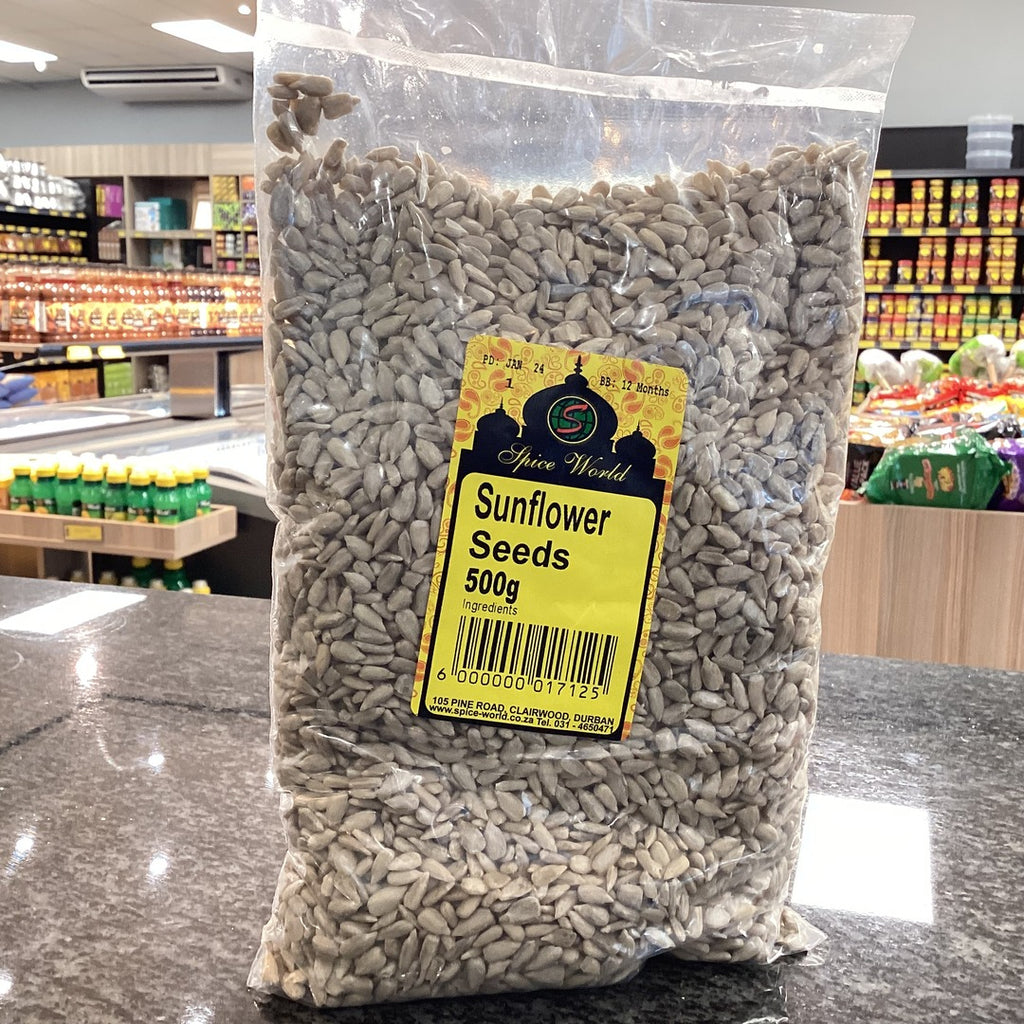 PD: JAN 24
1
BB: 12 Months
S
Spice World
Sunflower
Seeds
500g
Ingredients
6 000000 017125
105 PINE ROAD, CLAIRWOOD, DURBAN
www.spice-world.co.za Tel. 031 - 4650471